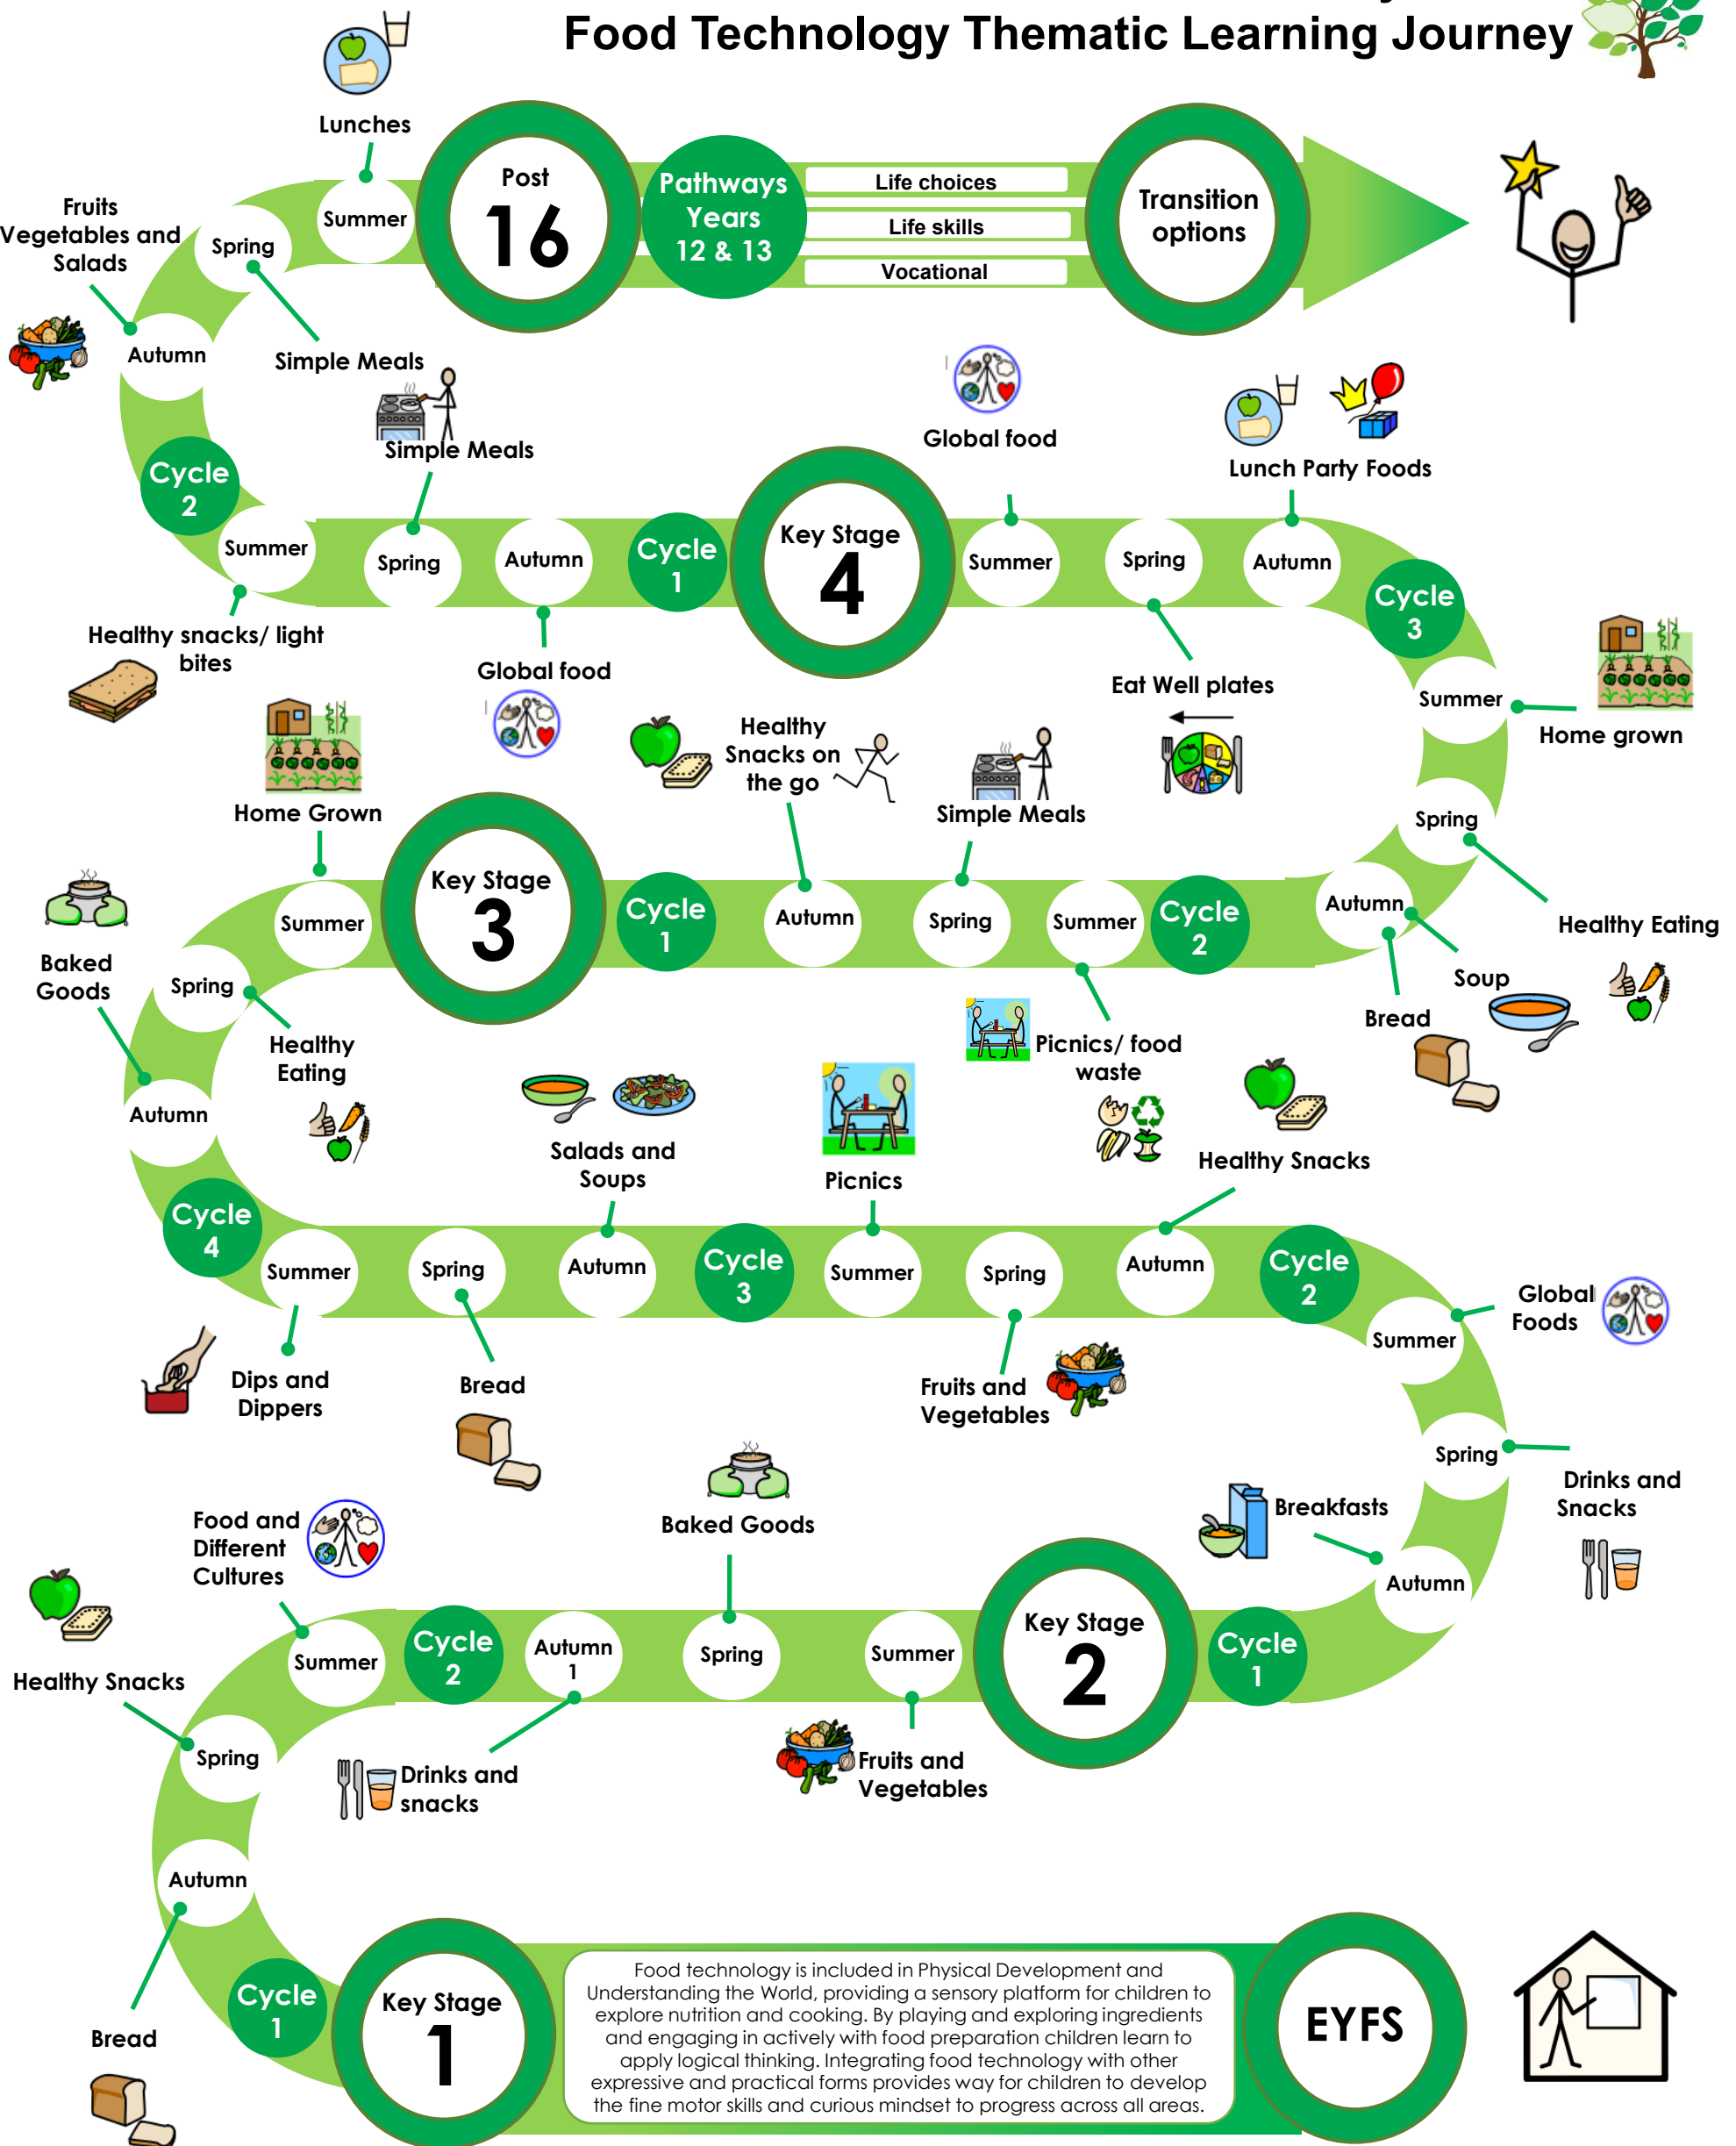 Food Technology Thematic Learning Journey
Lunches
Post
16
Pathways
Years
12 & 13
Life choices
Life skills
Vocational
Transition
options
Summer
Spring
Fruits
Vegetables and
Salads
Autumn
Simple Meals
Cycle
2
Simple Meals
Global food
Lunch Party Foods
Summer
Spring
Autumn
Cycle
1
Key Stage
4
Summer
Spring
Autumn
Cycle
3
Healthy snacks/ light
bites
Global food
Eat Well plates
Summer
Home grown
Home Grown
Healthy
Snacks on
the go
Simple Meals
Spring
Healthy Eating
Summer
Key Stage
3
Cycle
1
Autumn
Spring
Summer
Cycle
2
Autumn
Soup
Bread
Baked
Goods
Spring
Healthy
Eating
Picnics/ food
waste
Autumn
Salads and
Soups
Picnics
Healthy Snacks
Cycle
4
Summer
Spring
Autumn
Cycle
3
Summer
Spring
Autumn
Cycle
2
Summer
Global
Foods
Dips and
Dippers
Bread
Fruits and
Vegetables
Spring
Drinks and
Snacks
Food and
Different
Cultures
Baked Goods
Breakfasts
Autumn
Summer
Cycle
2
Autumn
1
Spring
Summer
Key Stage
2
Cycle
1
Healthy Snacks
Spring
Drinks and
snacks
Fruits and
Vegetables
Autumn
Bread
Cycle
1
Key Stage
1
Food technology is included in Physical Development and
Understanding the World, providing a sensory platform for children to
explore nutrition and cooking. By playing and exploring ingredients
and engaging in actively with food preparation children learn to
apply logical thinking. Integrating food technology with other
expressive and practical forms provides way for children to develop
the fine motor skills and curious mindset to progress across all areas.
EYFS